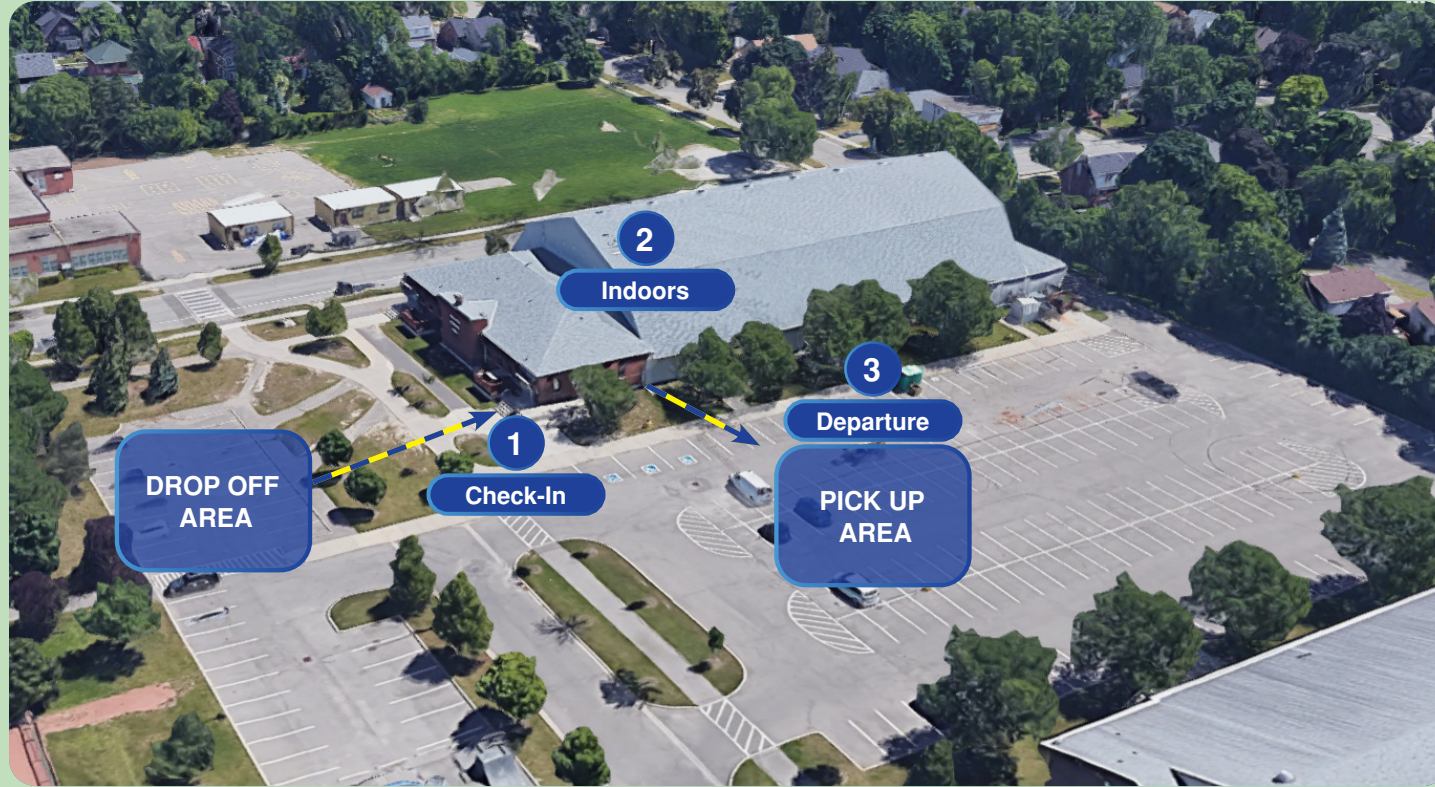 2
Indoors
3
Departure
1
Check-In
DROP OFF
AREA
PICK UP
AREA